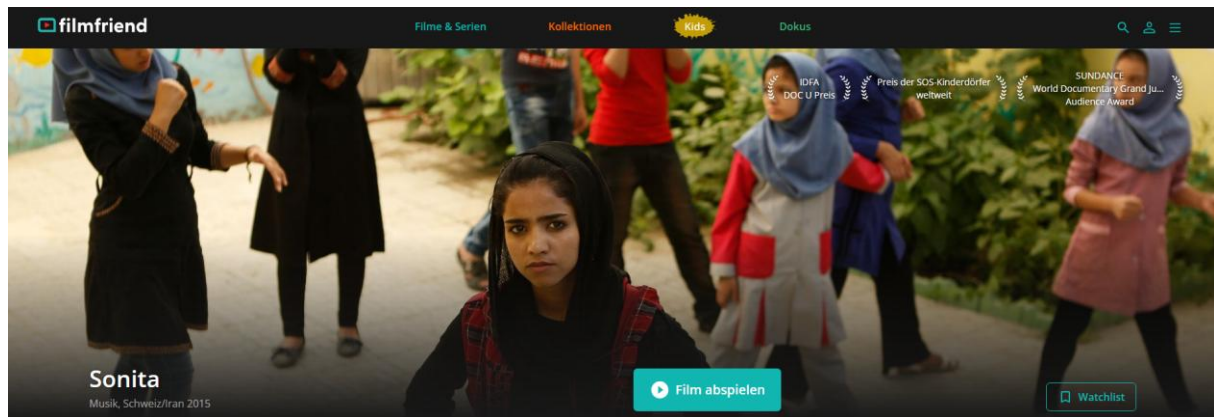 filmfriend
Filme & Serien
Kollektionen
Kids
Dokus
IDFA
DOC U Preis
Preis der SOS-Kinderdörfer
weltweit
SUNDANCE
World Documentary Grand Ju...
Audience Award
Sonita
Musik, Schweiz/Iran 2015
Film abspielen
Watchlist